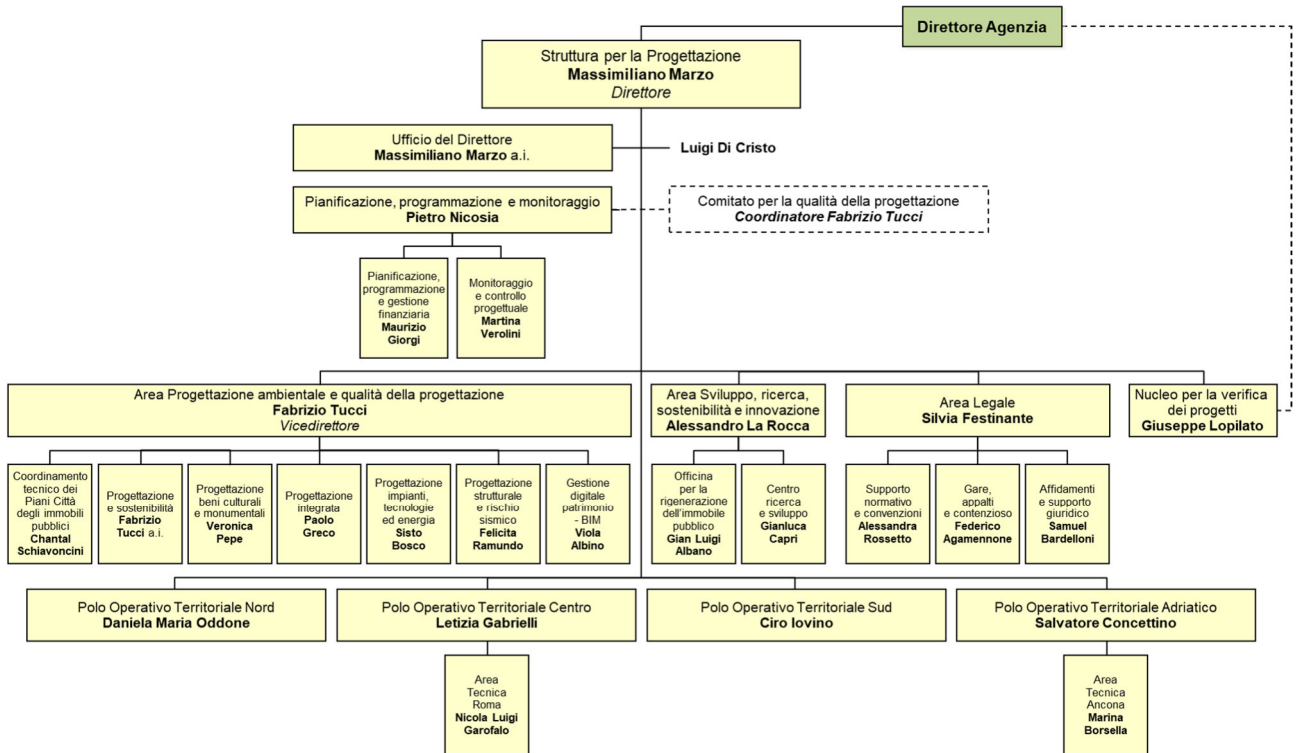 Direttore Agenzia
Struttura per la Progettazione
Massimiliano Marzo
Direttore
Ufficio del Direttore
Massimiliano Marzo a.i.
Luigi Di Cristo
Pianificazione, programmazione e monitoraggio
Pietro Nicosia
Comitato per la qualità della progettazione
Coordinatore Fabrizio Tucci
Pianificazione,
programmazione
e gestione
finanziaria
Maurizio
Giorgi
Monitoraggio
e controllo
progettuale
Martina
Verolini
Area Progettazione ambientale e qualità della progettazione
Fabrizio Tucci
Vicedirettore
Area Sviluppo, ricerca,
sostenibilità e innovazione
Alessandro La Rocca
Area Legale
Silvia Festinante
Nucleo per la verifica
dei progetti
Giuseppe Lopilato
Coordinamento
tecnico dei
Piani Città
degli immobili
pubblici
Chantal
Schiavoncini
Progettazione
e sostenibilità
Fabrizio
Tucci a.i.
Progettazione
beni culturali
e monumentali
Veronica
Pepe
Progettazione
integrata
Paolo
Greco
Progettazione
impianti,
tecnologie
ed energia
Sisto
Bosco
Progettazione
strutturale
e rischio
sismico
Felicita
Ramundo
Gestione
digitale
patrimonio
- BIM
Viola
Albino
Officina
per la
rigenerazione
dell'immobile
pubblico
Gian Luigi
Albano
Centro
ricerca
e sviluppo
Gianluca
Capri
Supporto
normativo
e convenzioni
Alessandra
Rossetto
Gare,
appalti
e contenzioso
Federico
Agamennone
Affidamenti
e supporto
giuridico
Samuel
Bardelloni
Polo Operativo Territoriale Nord
Daniela Maria Oddone
Polo Operativo Territoriale Centro
Letizia Gabrielli
Polo Operativo Territoriale Sud
Ciro Iovino
Polo Operativo Territoriale Adriatico
Salvatore Concettino
Area
Tecnica
Roma
Nicola Luigi
Garofalo
Area
Tecnica
Ancona
Marina
Borsella